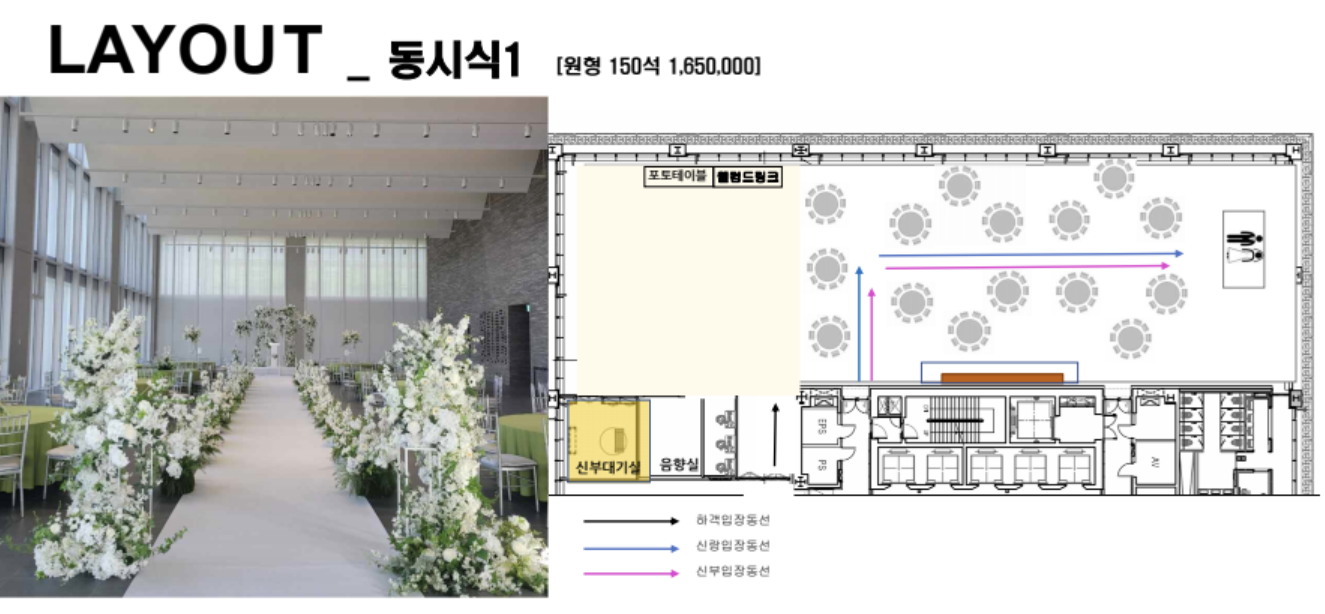 LAYOUT _ 동시식1 [원형 150석 1,650,000]
포토테이블 웰컴드링크
신부대기실 음향실
EPS
PS
AV
하객입장동선
신랑입장동선
신부입장동선